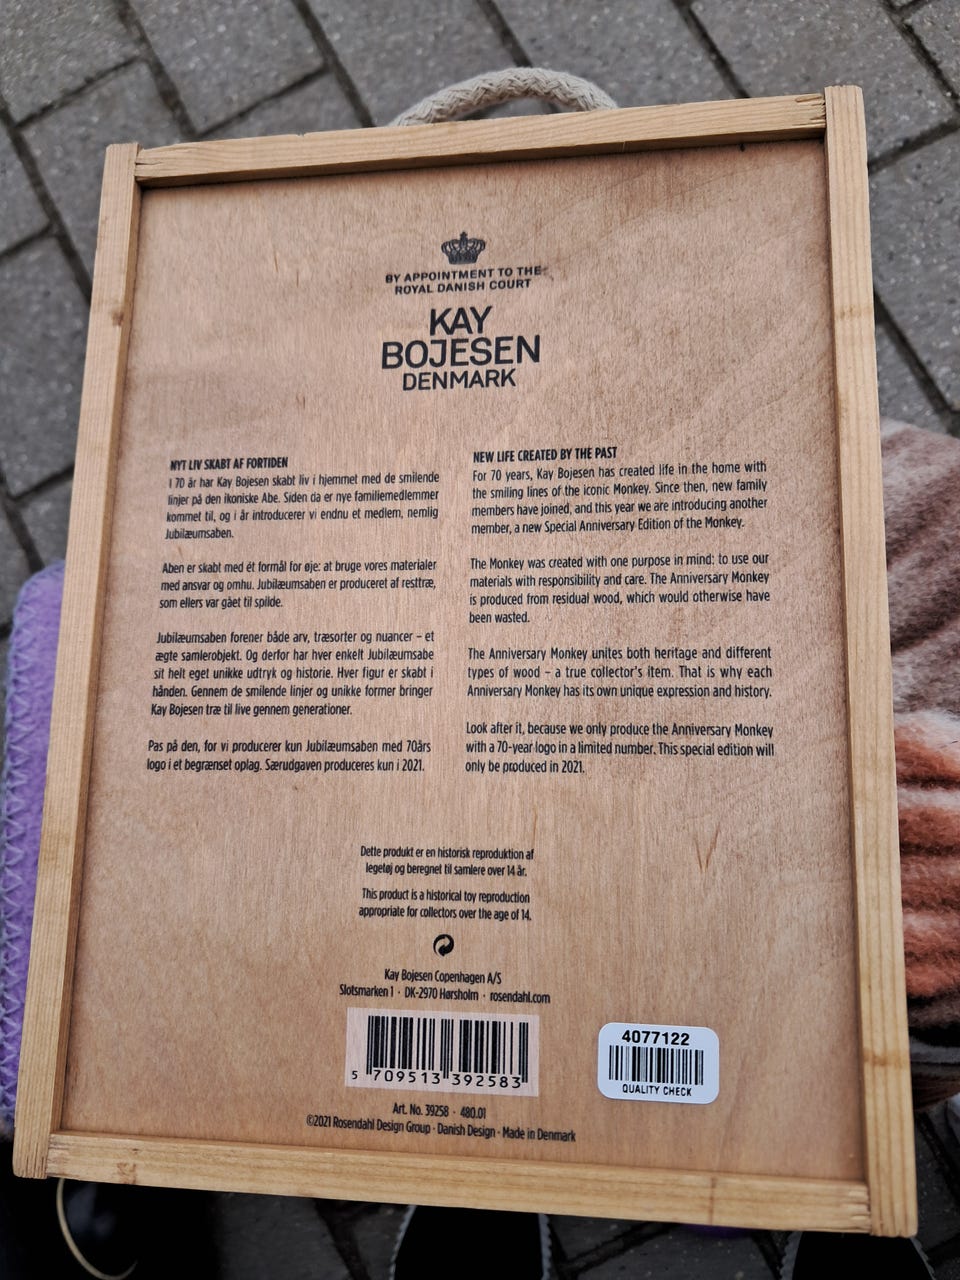 BY APPOINTMENT TO THE
ROYAL DANISH COURT
KAY
BOJESEN
DENMARK
NYT LIV SKABT AF FORTIDEN
I 70 år har Kay Bojesen skabt liv i hjemmet med de smilende
linjer på den ikoniske Abe. Siden da er nye familiemedlemmer
kommet til, og i år introducerer vi endnu et medlem, nemlig
Jubilæumsaben.
Aben er skabt med ét formål for øje: at bruge vores materialer
med ansvar og omhu. Jubilæumsaben er produceret af resttræ,
som ellers var gået til spilde.
Jubilæumsaben forener både arv, træsorter og nuancer – et
ægte samlerobjekt. Og derfor har hver enkelt Jubilæumsabe
sit helt eget unikke udtryk og historie. Hver figur er skabt i
hånden. Gennem de smilende linjer og unikke former bringer
Kay Bojesen træ til live gennem generationer.
Pas på den, for vi producerer kun Jubilæumsaben med 70års
logo i et begrænset oplag. Særudgaven produceres kun i 2021.
NEW LIFE CREATED BY THE PAST
For 70 years, Kay Bojesen has created life in the home with
the smiling lines of the iconic Monkey. Since then, new family
members have joined, and this year we are introducing another
member, a new Special Anniversary Edition of the Monkey.
The Monkey was created with one purpose in mind: to use our
materials with responsibility and care. The Anniversary Monkey
is produced from residual wood, which would otherwise have
been wasted.
The Anniversary Monkey unites both heritage and different
types of wood – a true collector's item. That is why each
Anniversary Monkey has its own unique expression and history.
Look after it, because we only produce the Anniversary Monkey
with a 70-year logo in a limited number. This special edition will
only be produced in 2021.
Dette produkt er en historisk reproduktion af
legetøj og beregnet til samlere over 14 år.
This product is a historical toy reproduction
appropriate for collectors over the age of 14.
Kay Bojesen Copenhagen A/S
Slotsmarken 1 · DK-2970 Hørsholm · rosendahl.com
5 709513 392583
4077122
QUALITY CHECK
Art. No. 39258 · 480.01
©2021 Rosendahl Design Group · Danish Design · Made in Denmark